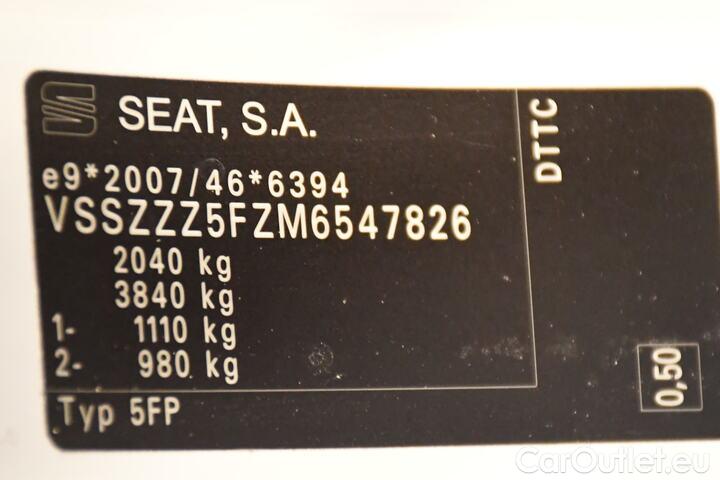 SEAT, S.A.
e9*2007/46*6394
VSSZZZ5FZM6547826
2040 kg
3840 kg
1- 1110 kg
2- 980 kg
Typ 5FP
DTTC
0,50
CarOutlet.eu